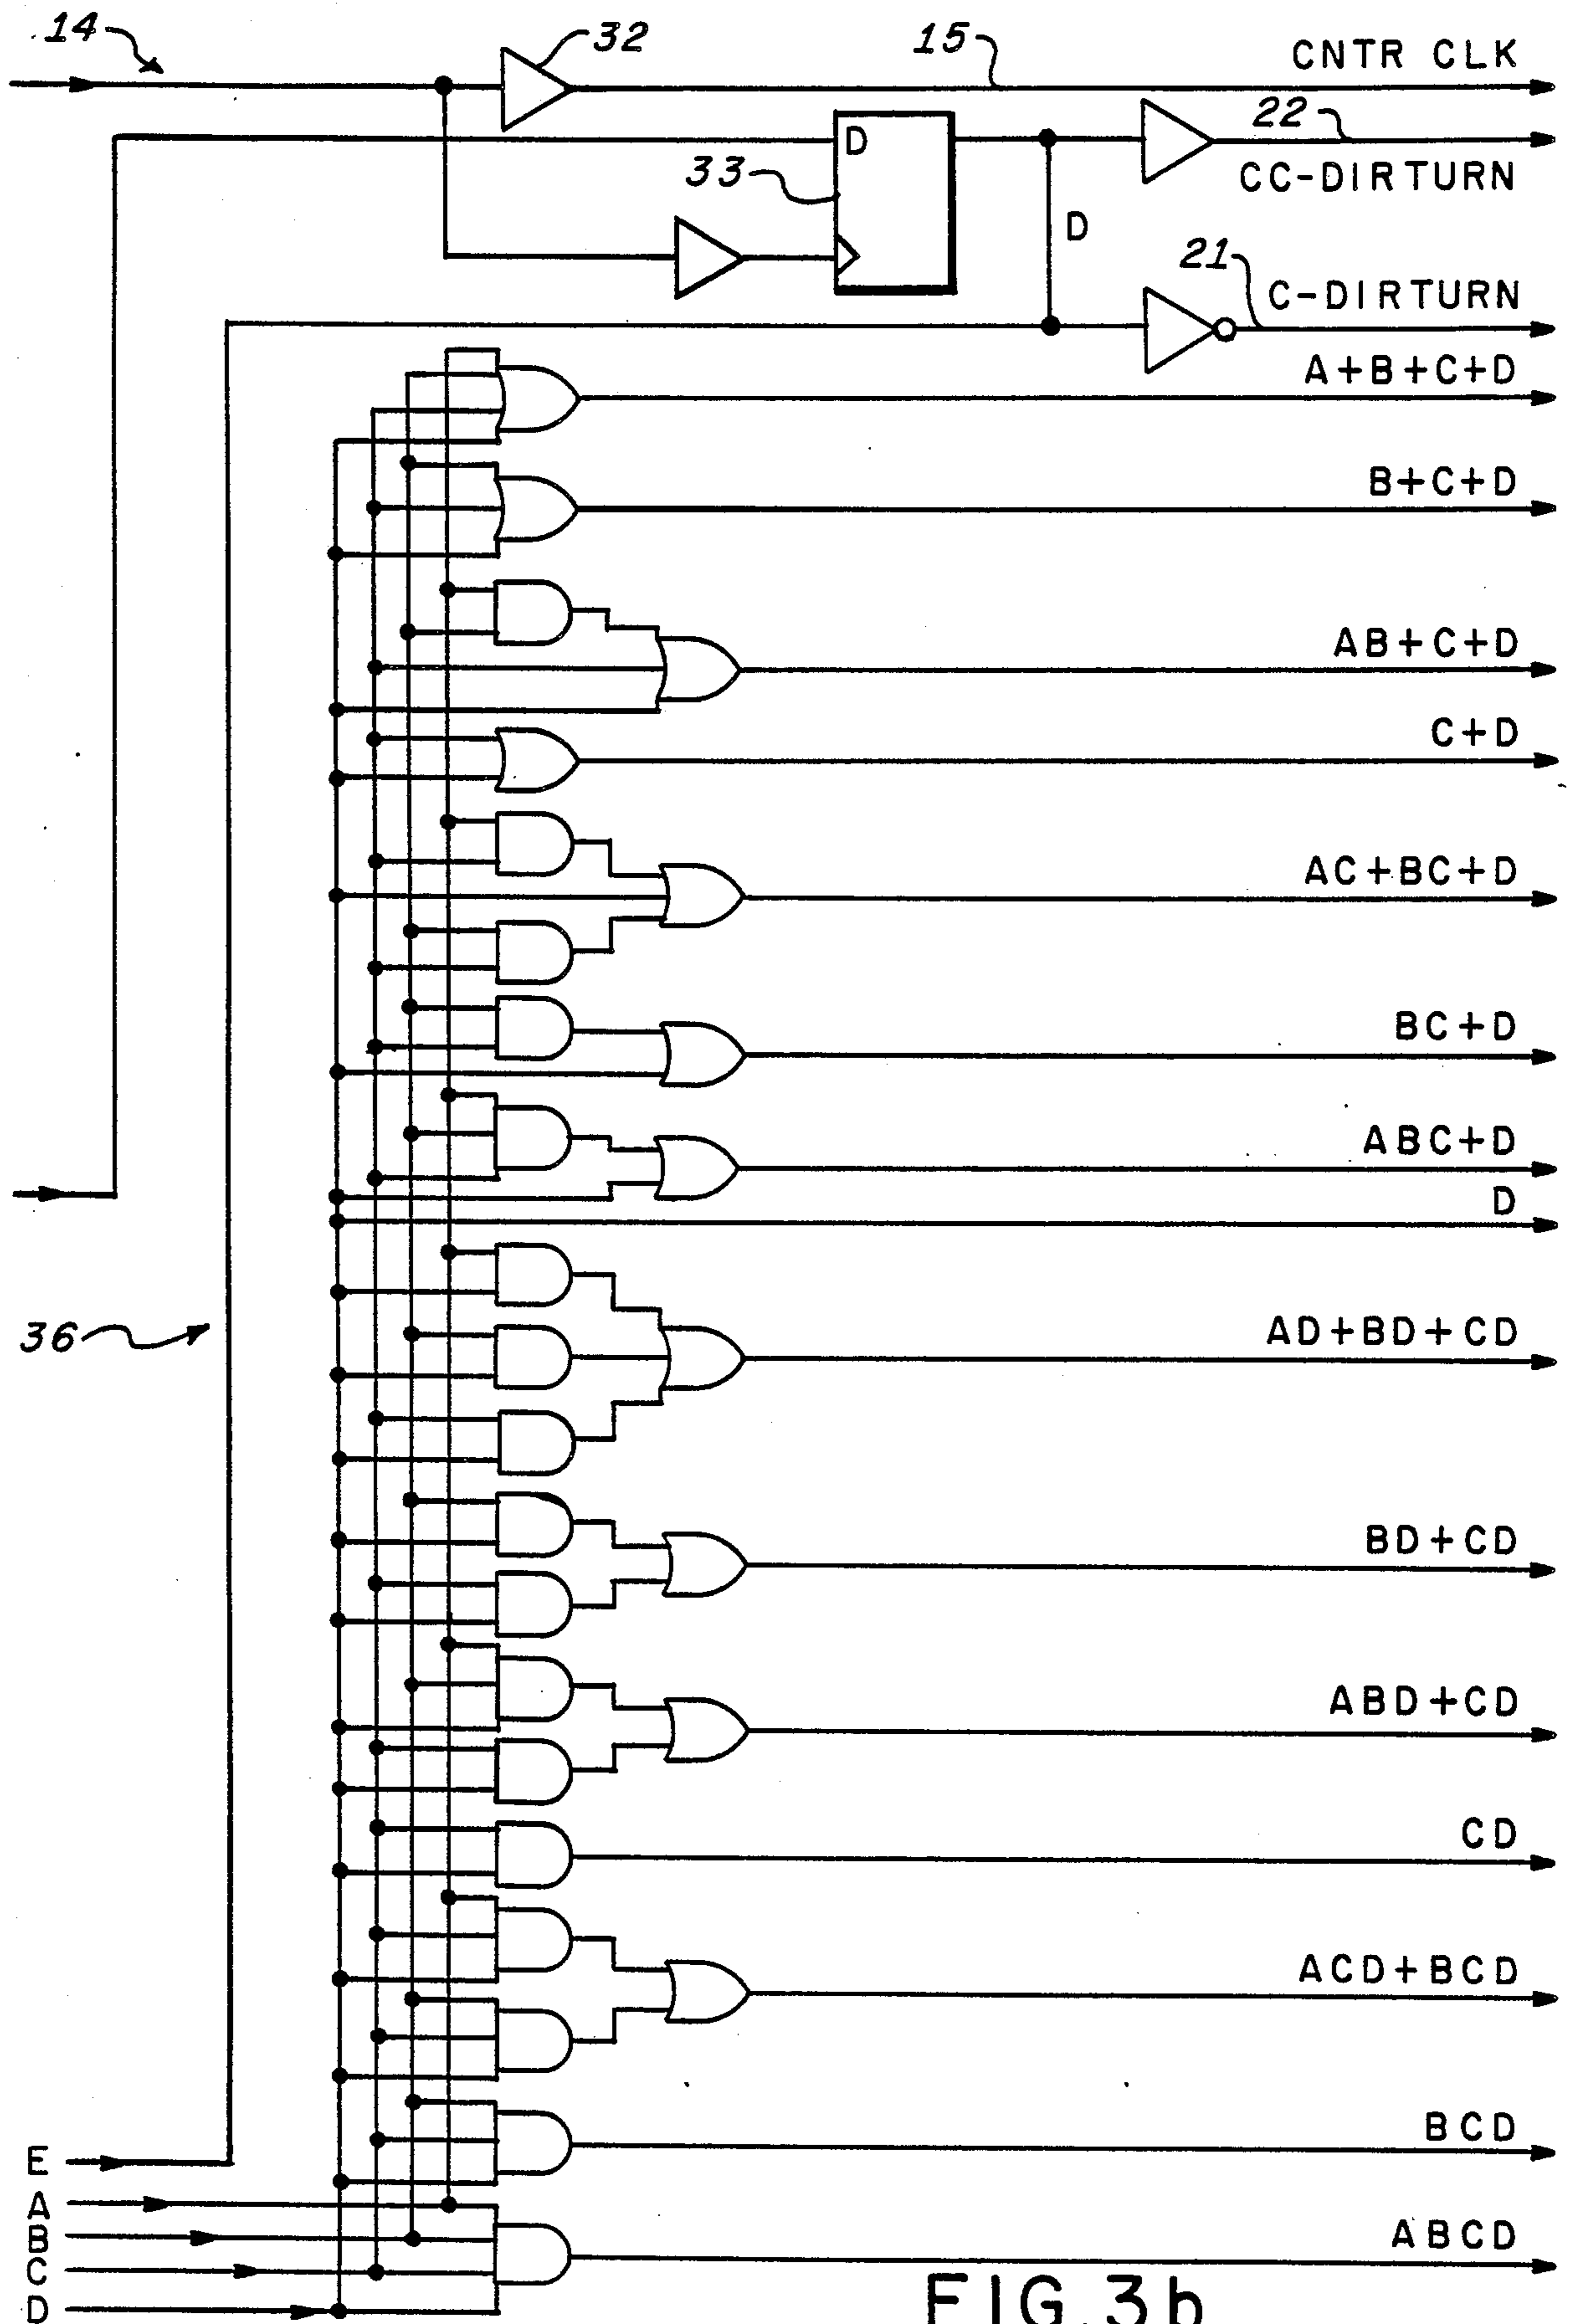 14
32
15
CNTR CLK
22
D
33
CC-DIRTURN
D
21
C-DIRTURN
A+B+C+D
B+C+D
AB+C+D
C+D
AC+BC+D
BC+D
ABC+D
D
36
AD+BD+CD
BD+CD
ABD+CD
CD
ACD+BCD
BCD
E
A
B
ABCD
C
D
FIG.3b